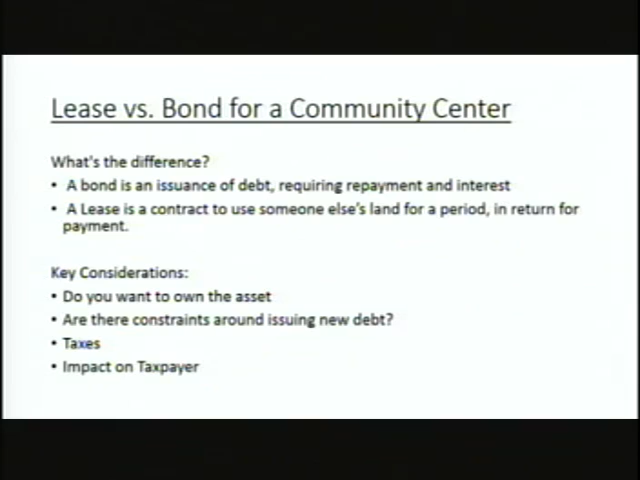 Lease vs. Bond for a Community Center
What's the difference?
• A bond is an issuance of debt, requiring repayment and interest
• A Lease is a contract to use someone else's land for a period, in return for
payment.
Key Considerations:
• Do you want to own the asset
• Are there constraints around issuing new debt?
• Taxes
• Impact on Taxpayer